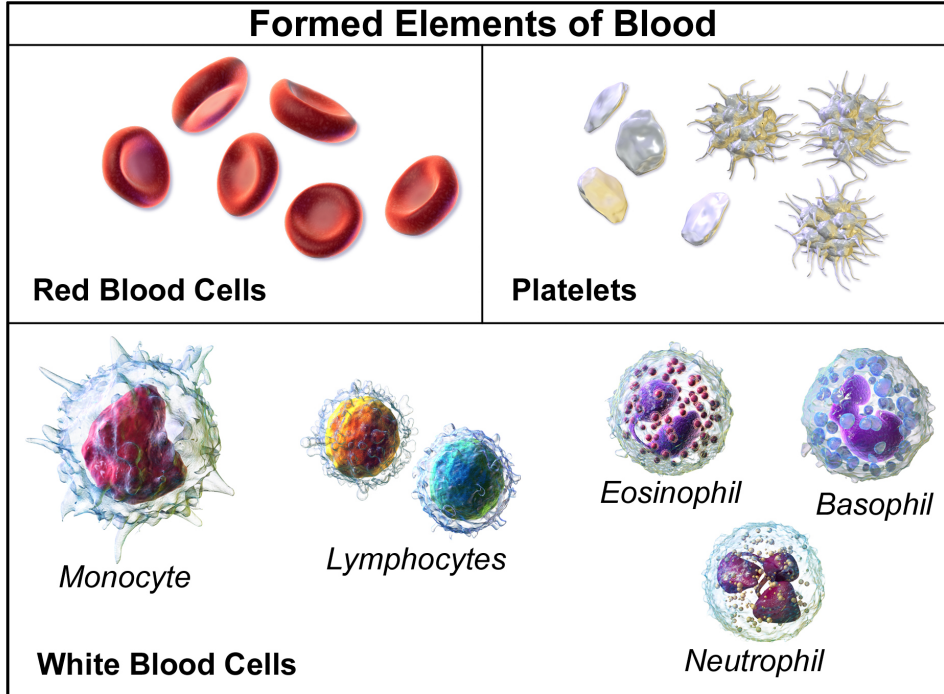 Formed Elements of Blood
Red Blood Cells
Platelets
Monocyte
Lymphocytes
Eosinophil
Basophil
Neutrophil
White Blood Cells